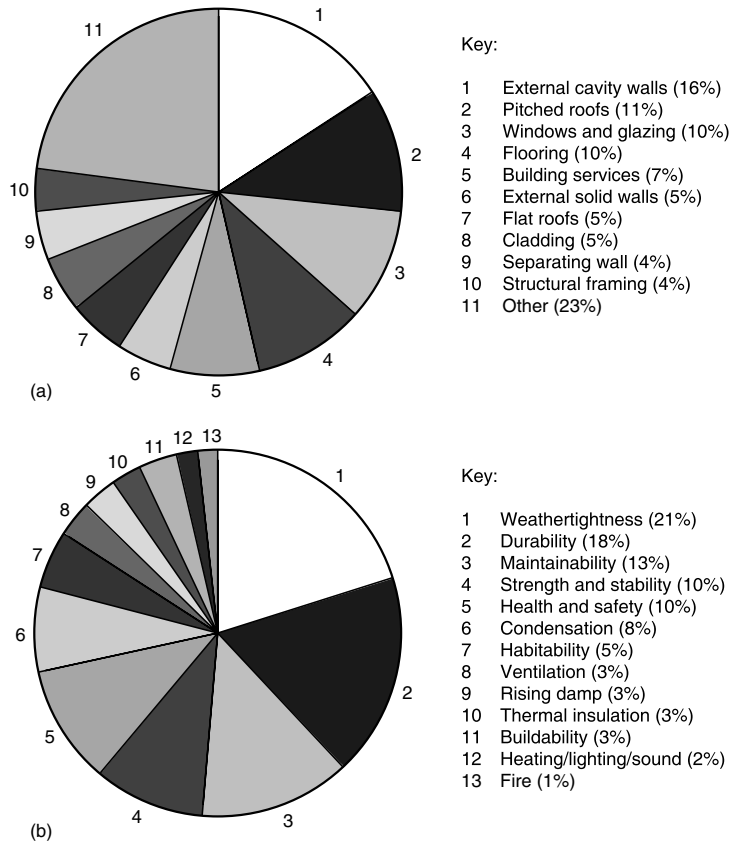 11
1
10
2
9
3
8
7
4
6
5
(a)
Key:
1 External cavity walls (16%)
2 Pitched roofs (11%)
3 Windows and glazing (10%)
4 Flooring (10%)
5 Building services (7%)
6 External solid walls (5%)
7 Flat roofs (5%)
8 Cladding (5%)
9 Separating wall (4%)
10 Structural framing (4%)
11 Other (23%)
13
12
11
10
9
1
8
7
6
2
5
4
3
(b)
Key:
1 Weathertightness (21%)
2 Durability (18%)
3 Maintainability (13%)
4 Strength and stability (10%)
5 Health and safety (10%)
6 Condensation (8%)
7 Habitability (5%)
8 Ventilation (3%)
9 Rising damp (3%)
10 Thermal insulation (3%)
11 Buildability (3%)
12 Heating/lighting/sound (2%)
13 Fire (1%)